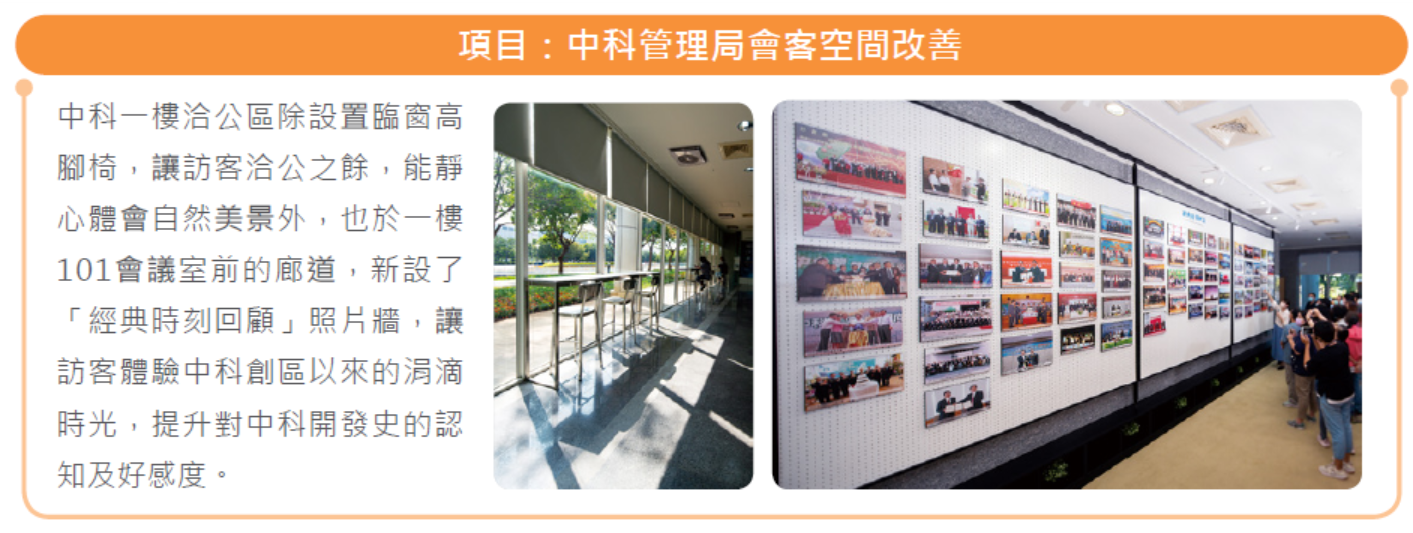 項目：中科管理局會客空間改善
中科一樓洽公區除設置臨窗高
腳椅，讓訪客洽公之餘，能靜
心體會自然美景外，也於一樓
101會議室前的廊道，新設了
「經典時刻回顧」照片牆，讓
訪客體驗中科創區以來的涓滴
時光，提升對中科開發史的認
知及好感度。